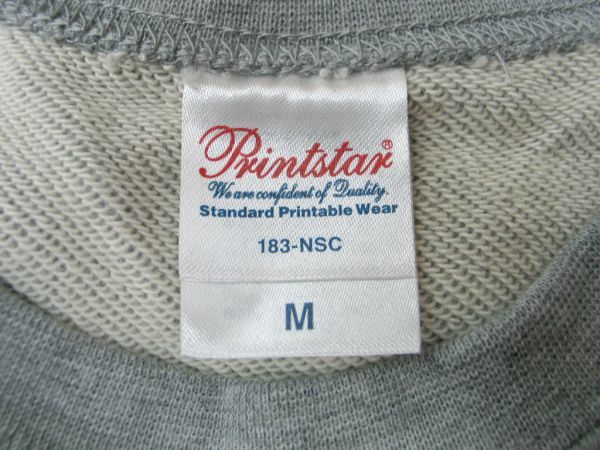 Printstar®
We are confident of Quality.
Standard Printable Wear
183-NSC
M